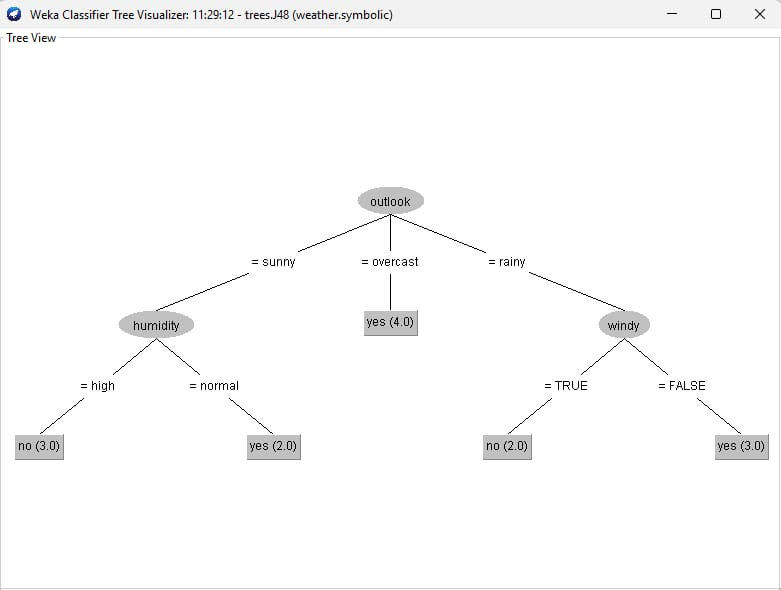 Weka Classifier Tree Visualizer: 11:29:12 - trees.J48 (weather.symbolic)
Tree View
outlook
= sunny
= overcast
= rainy
humidity
yes (4.0)
windy
= high
= normal
= TRUE
= FALSE
no (3.0)
yes (2.0)
no (2.0)
yes (3.0)